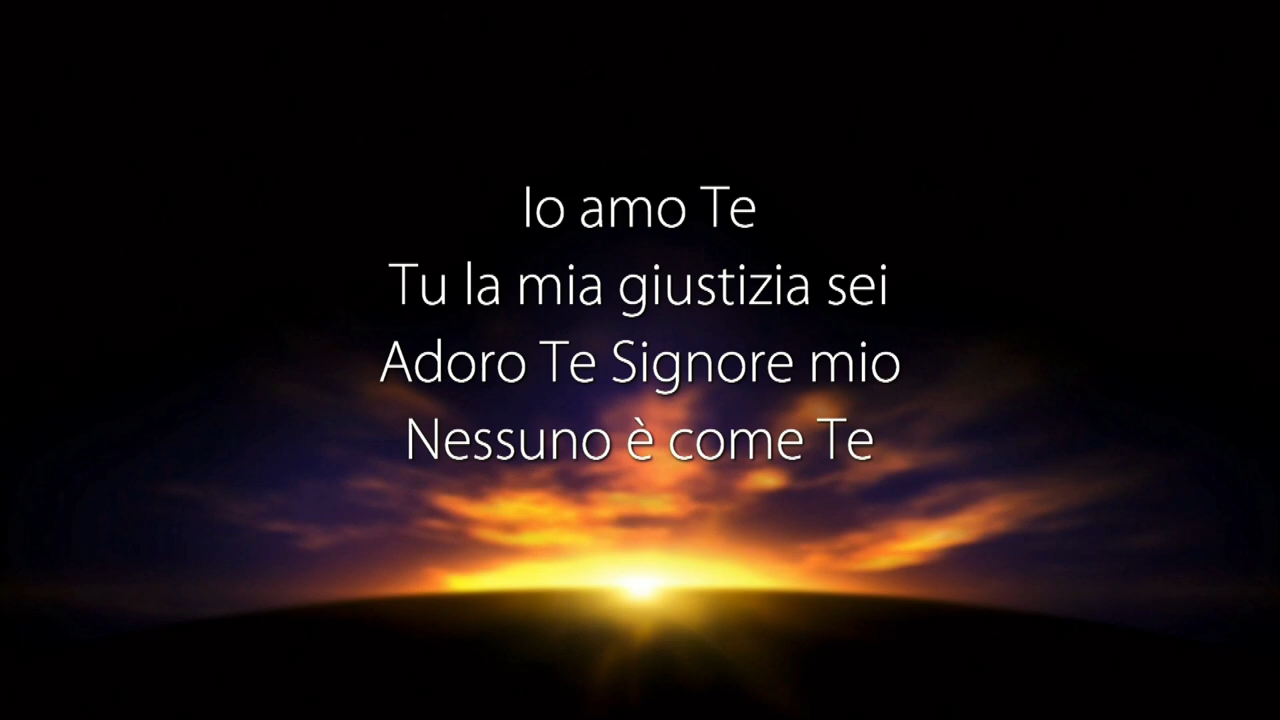 Io amo Te
Tu la mia giustizia sei
Adoro Te Signore mio
Nessuno è come Te